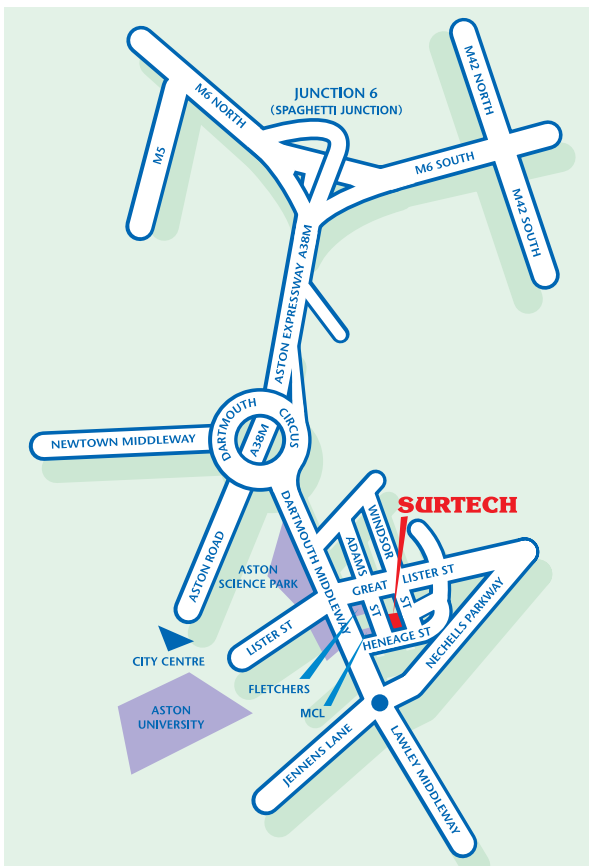 M6 NORTH
M5
JUNCTION 6
(SPAGHETTI JUNCTION)
M42 NORTH
M6 SOUTH
M42 SOUTH
ASTON EXPRESSWAY A38M
DARTMOUTH CIRCUS
A38M
NEWTOWN MIDDLEWAY
ASTON ROAD
DARTMOUTH MIDDLEWAY
SURTECH
WINDSOR ST
ADAMS ST
GREAT LISTER ST
ASTON
SCIENCE PARK
LISTER ST
HENEAGE ST
NECHELLS PARKWAY
CITY CENTRE
FLETCHERS
MCL
ASTON
UNIVERSITY
JENNENS LANE
LAWLEY MIDDLEWAY